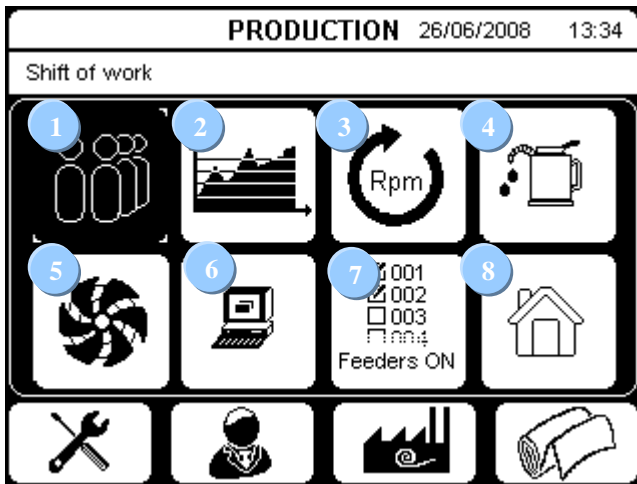 PRODUCTION 26/06/2008 13:34
Shift of work
1 2 3 4
Rpm
5 6 7 8
001
002
003
004
Feeders ON